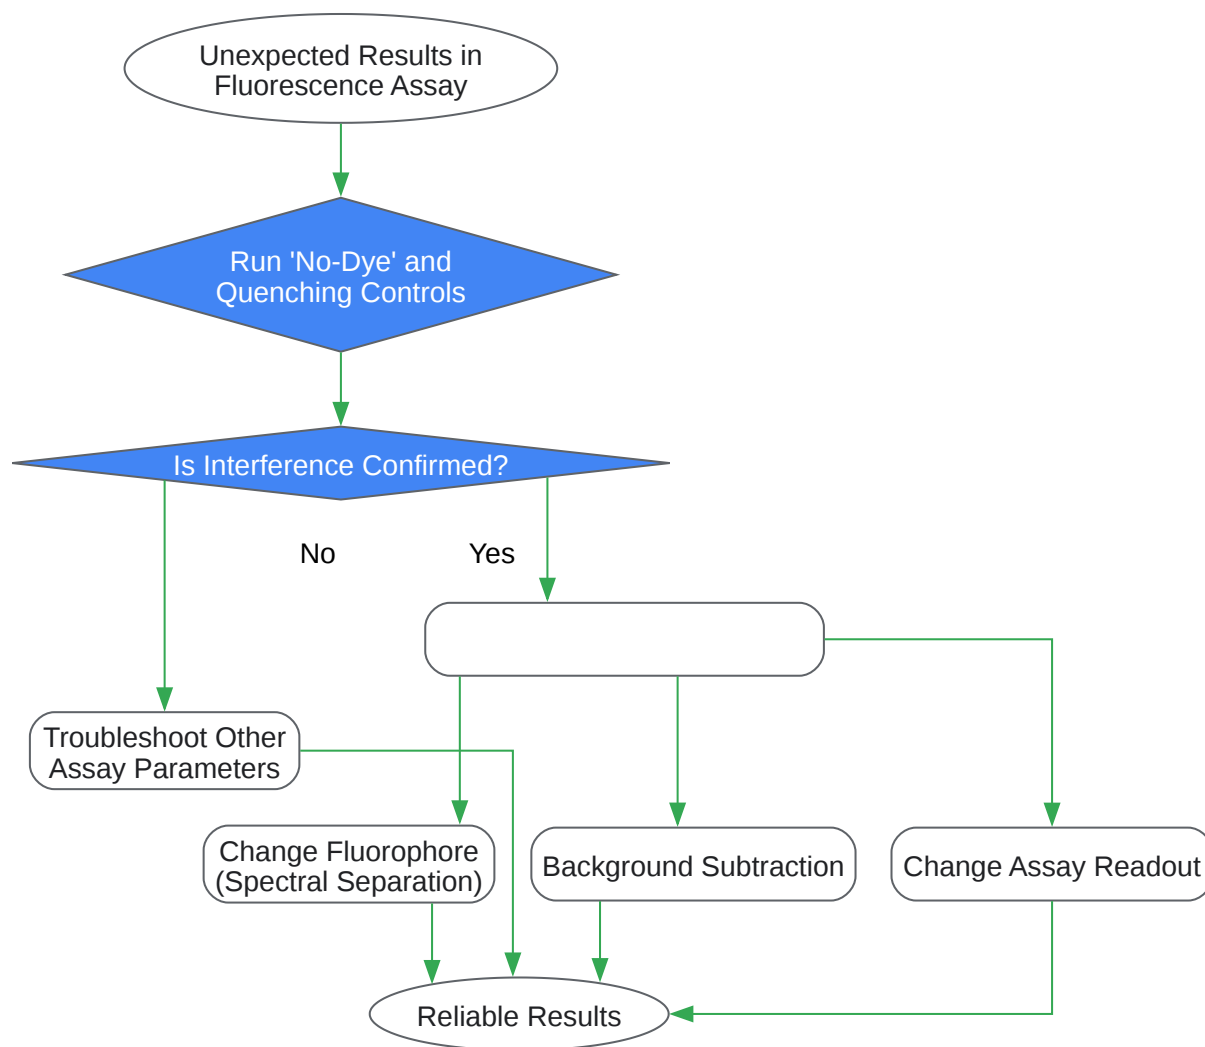 Unexpected Results in
Fluorescence Assay
Run 'No-Dye' and
Quenching Controls
Is Interference Confirmed?
No
Yes
Troubleshoot Other
Assay Parameters
Change Fluorophore
(Spectral Separation)
Background Subtraction
Change Assay Readout
Reliable Results